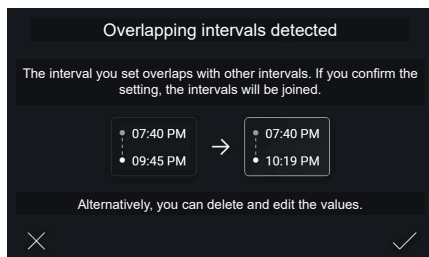 Overlapping intervals detected
The interval you set overlaps with other intervals. If you confirm the
setting, the intervals will be joined.
07:40 PM
09:45 PM
07:40 PM
10:19 PM
Alternatively, you can delete and edit the values.